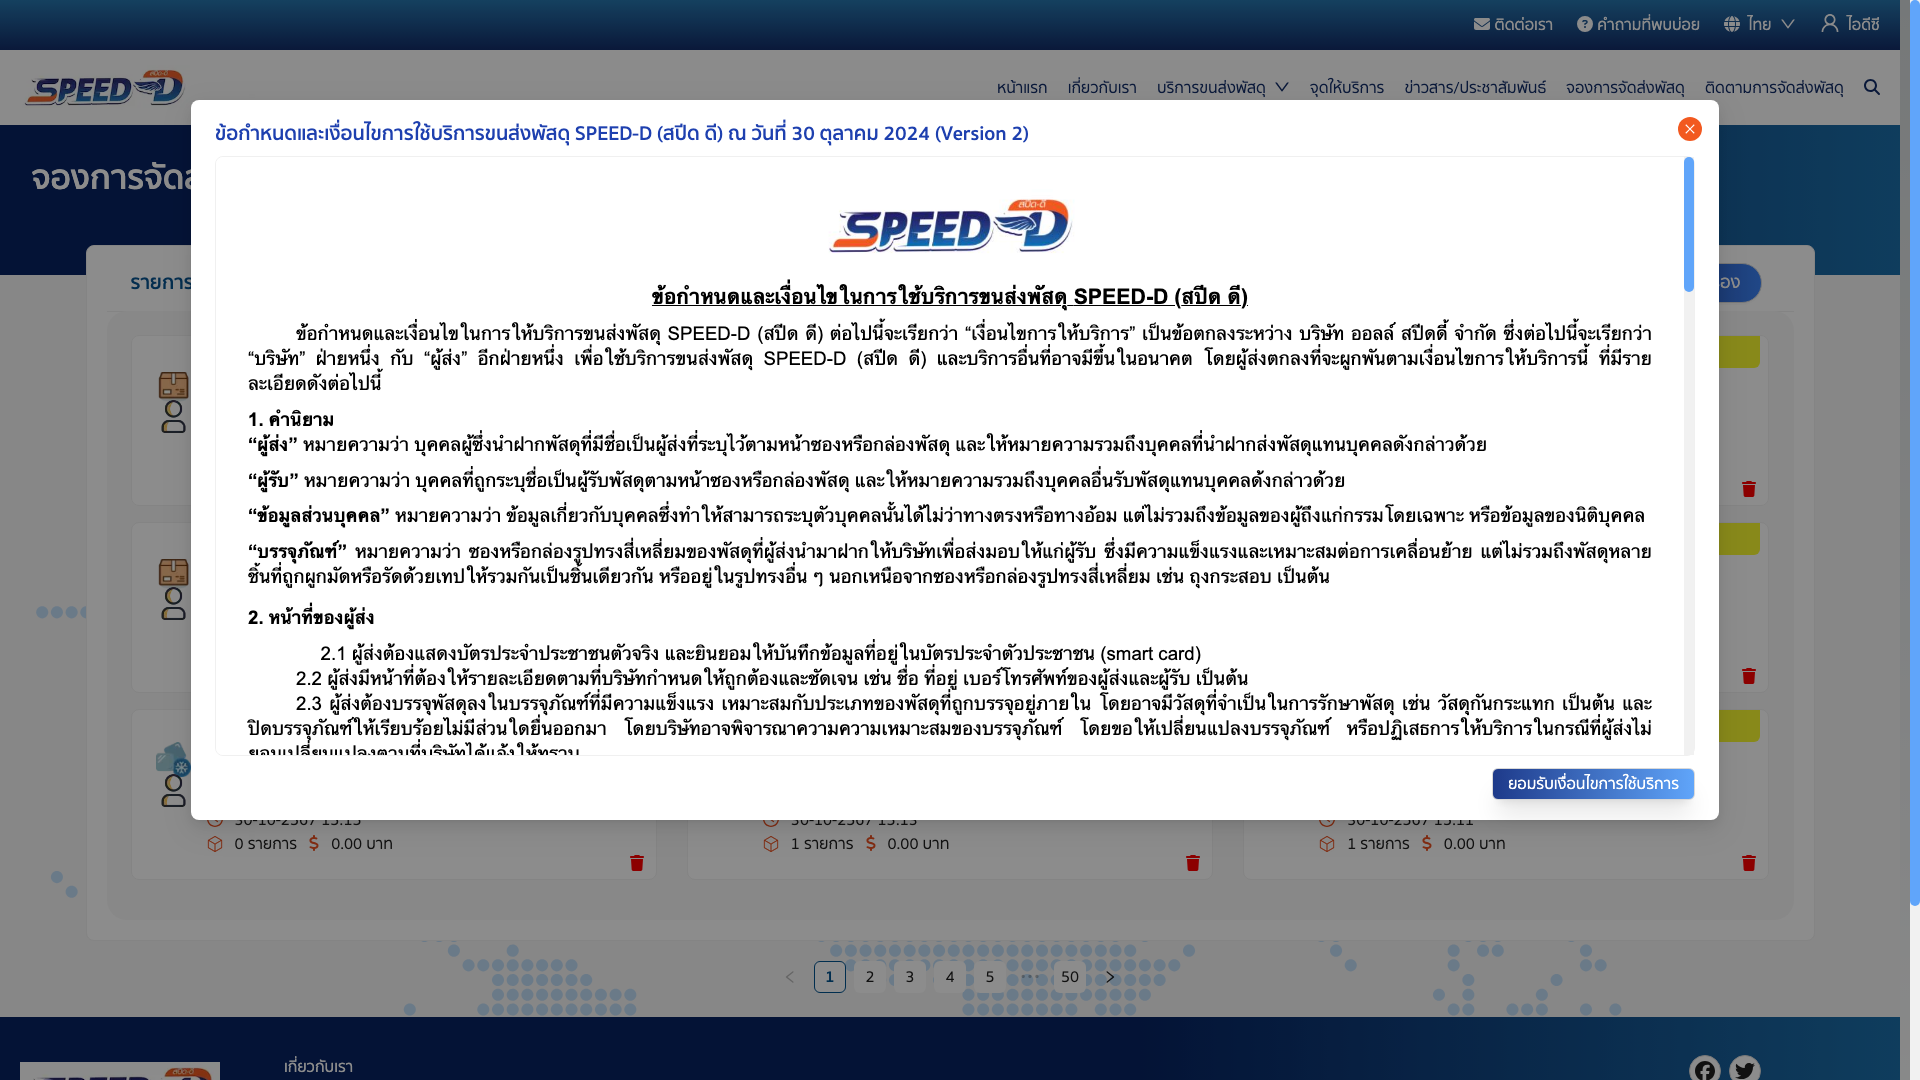 ติดต่อเรา คำถามที่พบบ่อย ไทย ไอดีซี
สปีด-ดี
SPEED-D
หน้าแรก เกี่ยวกับเรา บริการขนส่งพัสดุ จุดให้บริการ ข่าวสาร/ประชาสัมพันธ์ จองการจัดส่งพัสดุ ติดตามการจัดส่งพัสดุ
ข้อกำหนดและเงื่อนไขการใช้บริการขนส่งพัสดุ SPEED-D (สปีด ดี) ณ วันที่ 30 ตุลาคม 2024 (Version 2)
จองการจัดส
สปีด-ดี
SPEED-D
รายการ
ข้อกำหนดและเงื่อนไขในการใช้บริการขนส่งพัสดุ SPEED-D (สปีด ดี)
ข้อกำหนดและเงื่อนไขในการให้บริการขนส่งพัสดุ SPEED-D (สปีด ดี) ต่อไปนี้จะเรียกว่า “เงื่อนไขการให้บริการ” เป็นข้อตกลงระหว่าง บริษัท ออลล์ สปีดดี้ จำกัด ซึ่งต่อไปนี้จะเรียกว่า
“บริษัท” ฝ่ายหนึ่ง กับ “ผู้ส่ง” อีกฝ่ายหนึ่ง เพื่อใช้บริการขนส่งพัสดุ SPEED-D (สปีด ดี) และบริการอื่นที่อาจมีขึ้นในอนาคต โดยผู้ส่งตกลงที่จะผูกพันตามเงื่อนไขการให้บริการนี้ ที่มีราย
ละเอียดดังต่อไปนี้
1. คำนิยาม
“ผู้ส่ง” หมายความว่า บุคคลผู้ซึ่งนำฝากพัสดุที่มีชื่อเป็นผู้ส่งที่ระบุไว้ตามหน้าซองหรือกล่องพัสดุ และให้หมายความรวมถึงบุคคลที่นำฝากส่งพัสดุแทนบุคคลดังกล่าวด้วย
“ผู้รับ” หมายความว่า บุคคลที่ถูกระบุชื่อเป็นผู้รับพัสดุตามหน้าซองหรือกล่องพัสดุ และให้หมายความรวมถึงบุคคลอื่นรับพัสดุแทนบุคคลดังกล่าวด้วย
“ข้อมูลส่วนบุคคล” หมายความว่า ข้อมูลเกี่ยวกับบุคคลซึ่งทำให้สามารถระบุตัวบุคคลนั้นได้ไม่ว่าทางตรงหรือทางอ้อม แต่ไม่รวมถึงข้อมูลของผู้ถึงแก่กรรมโดยเฉพาะ หรือข้อมูลของนิติบุคคล
“บรรจุภัณฑ์” หมายความว่า ซองหรือกล่องรูปทรงสี่เหลี่ยมของพัสดุที่ผู้ส่งนำมาฝากให้บริษัทเพื่อส่งมอบให้แก่ผู้รับ ซึ่งมีความแข็งแรงและเหมาะสมต่อการเคลื่อนย้าย แต่ไม่รวมถึงพัสดุหลาย
ชิ้นที่ถูกผูกมัดหรือรัดด้วยเทปให้รวมกันเป็นชิ้นเดียวกัน หรืออยู่ในรูปทรงอื่น ๆ นอกเหนือจากซองหรือกล่องรูปทรงสี่เหลี่ยม เช่น ถุงกระสอบ เป็นต้น
2. หน้าที่ของผู้ส่ง
2.1 ผู้ส่งต้องแสดงบัตรประจำประชาชนตัวจริง และยินยอมให้บันทึกข้อมูลที่อยู่ในบัตรประจำตัวประชาชน (smart card)
2.2 ผู้ส่งมีหน้าที่ต้องให้รายละเอียดตามที่บริษัทกำหนดให้ถูกต้องและชัดเจน เช่น ชื่อ ที่อยู่ เบอร์โทรศัพท์ของผู้ส่งและผู้รับ เป็นต้น
2.3 ผู้ส่งต้องบรรจุพัสดุลงในบรรจุภัณฑ์ที่มีความแข็งแรง เหมาะสมกับประเภทของพัสดุที่ถูกบรรจุอยู่ภายใน โดยอาจมีวัสดุที่จำเป็นในการรักษาพัสดุ เช่น วัสดุกันกระแทก เป็นต้น และ
ปิดบรรจุภัณฑ์ให้เรียบร้อยไม่มีส่วนใดยื่นออกมา โดยบริษัทอาจพิจารณาความความเหมาะสมของบรรจุภัณฑ์ โดยขอให้เปลี่ยนแปลงบรรจุภัณฑ์ หรือปฏิเสธการให้บริการในกรณีที่ผู้ส่งไม่
ยอมเปลี่ยนแปลงตามที่บริษัทได้แจ้งให้ทราบ
ยอมรับเงื่อนไขการใช้บริการ
30-10-2567 15:15 30-10-2567 15:13 30-10-2567 15:11
0 รายการ 0.00 บาท 1 รายการ 0.00 บาท 1 รายการ 0.00 บาท
1 2 3 4 5 ••• 50
เกี่ยวกับเรา